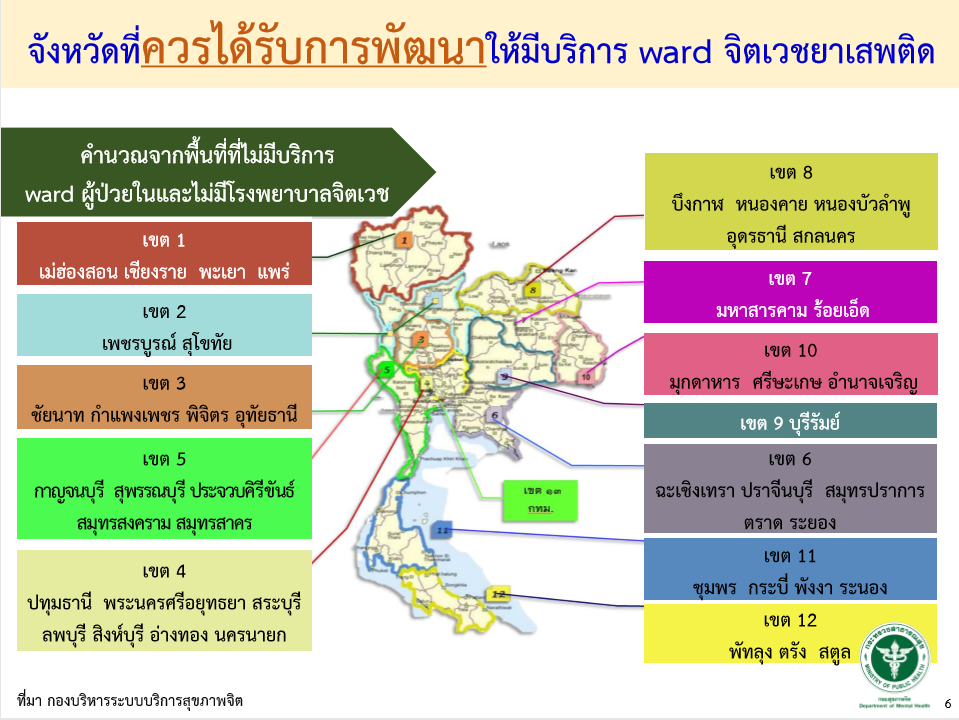 จังหวัดที่ควรได้รับการพัฒนาให้มีบริการ ward จิตเวชยาเสพติด
คำนวณจากพื้นที่ที่ไม่มีบริการ
ward ผู้ป่วยในและไม่มีโรงพยาบาลจิตเวช
เขต 1
เม่ฮ่องสอน เชียงราย พะเยา แพร่
เขต 2
เพชรบูรณ์ สุโขทัย
เขต 3
ชัยนาท กำแพงเพชร พิจิตร อุทัยธานี
เขต 5
กาญจนบุรี สุพรรณบุรี ประจวบคิรีขันธ์
สมุทรสงคราม สมุทรสาคร
เขต 4
ปทุมธานี พระนครศรีอยุทธยา สระบุรี
ลพบุรี สิงห์บุรี อ่างทอง นครนายก
1
8
3
5
9
10
4
6
11
12
Laos
เขต ๑๓
กทม.
เขต 8
บึงกาฬ หนองคาย หนองบัวลำพู
อุดรธานี สกลนคร
เขต 7
มหาสารคาม ร้อยเอ็ด
เขต 10
มุกดาหาร ศรีษะเกษ อำนาจเจริญ
เขต 9 บุรีรัมย์
เขต 6
ฉะเชิงเทรา ปราจีนบุรี สมุทรปราการ
ตราด ระยอง
เขต 11
ชุมพร กระบี่ พังงา ระนอง
เขต 12
พัทลุง ตรัง สตูล
กระทรวงสาธารณสุข
MINISTRY OF PUBLIC HEALTH
กรมสุขภาพจิต
Department of Mental Health
ที่มา กองบริหารระบบบริการสุขภาพจิต
6